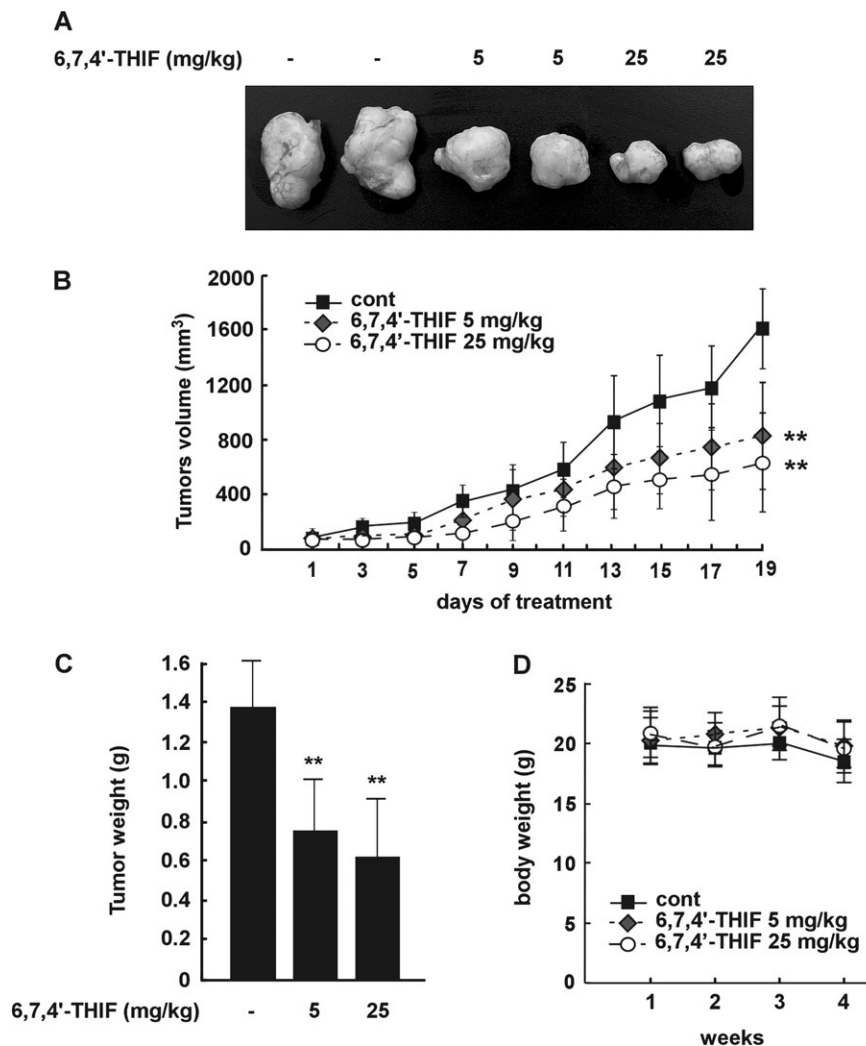 A
6,7,4'-THIF (mg/kg) - - 5 5 25 25
B
Tumors volume (mm³)
2000
1600
1200
800
400
0
cont
6,7,4'-THIF 5 mg/kg
6,7,4’-THIF 25 mg/kg
**
**
1 3 5 7 9 11 13 15 17 19
days of treatment
C
Tumor weight (g)
1.6
1.4
1.2
1.0
0.8
0.6
0.4
0.2
0
**
**
6,7,4'-THIF (mg/kg) - 5 25
D
body weight (g)
25
20
15
10
5
0
cont
6,7,4'-THIF 5 mg/kg
6,7,4’-THIF 25 mg/kg
1 2 3 4
weeks